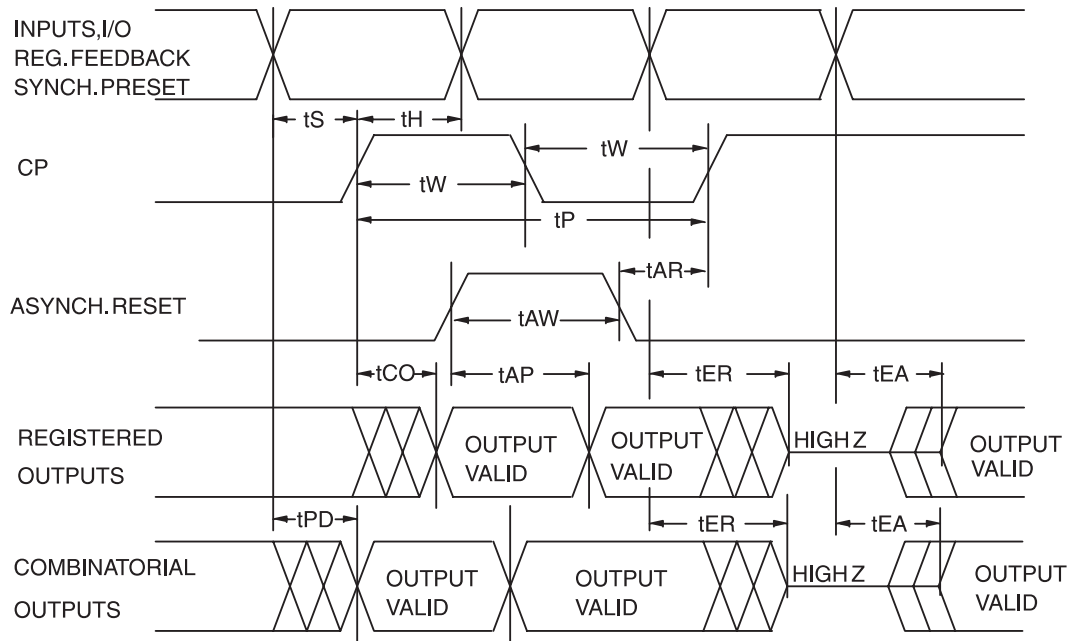 INPUTS,I/O
REG.FEEDBACK
SYNCH.PRESET
tS
tH
CP
tW
tW
tP
tAR
ASYNCH.RESET
tAW
tCO
tAP
tER
tEA
REGISTERED
OUTPUTS
OUTPUT
VALID
OUTPUT
VALID
HIGH Z
OUTPUT
VALID
tPD
tER
tEA
COMBINATORIAL
OUTPUTS
OUTPUT
VALID
OUTPUT
VALID
HIGH Z
OUTPUT
VALID